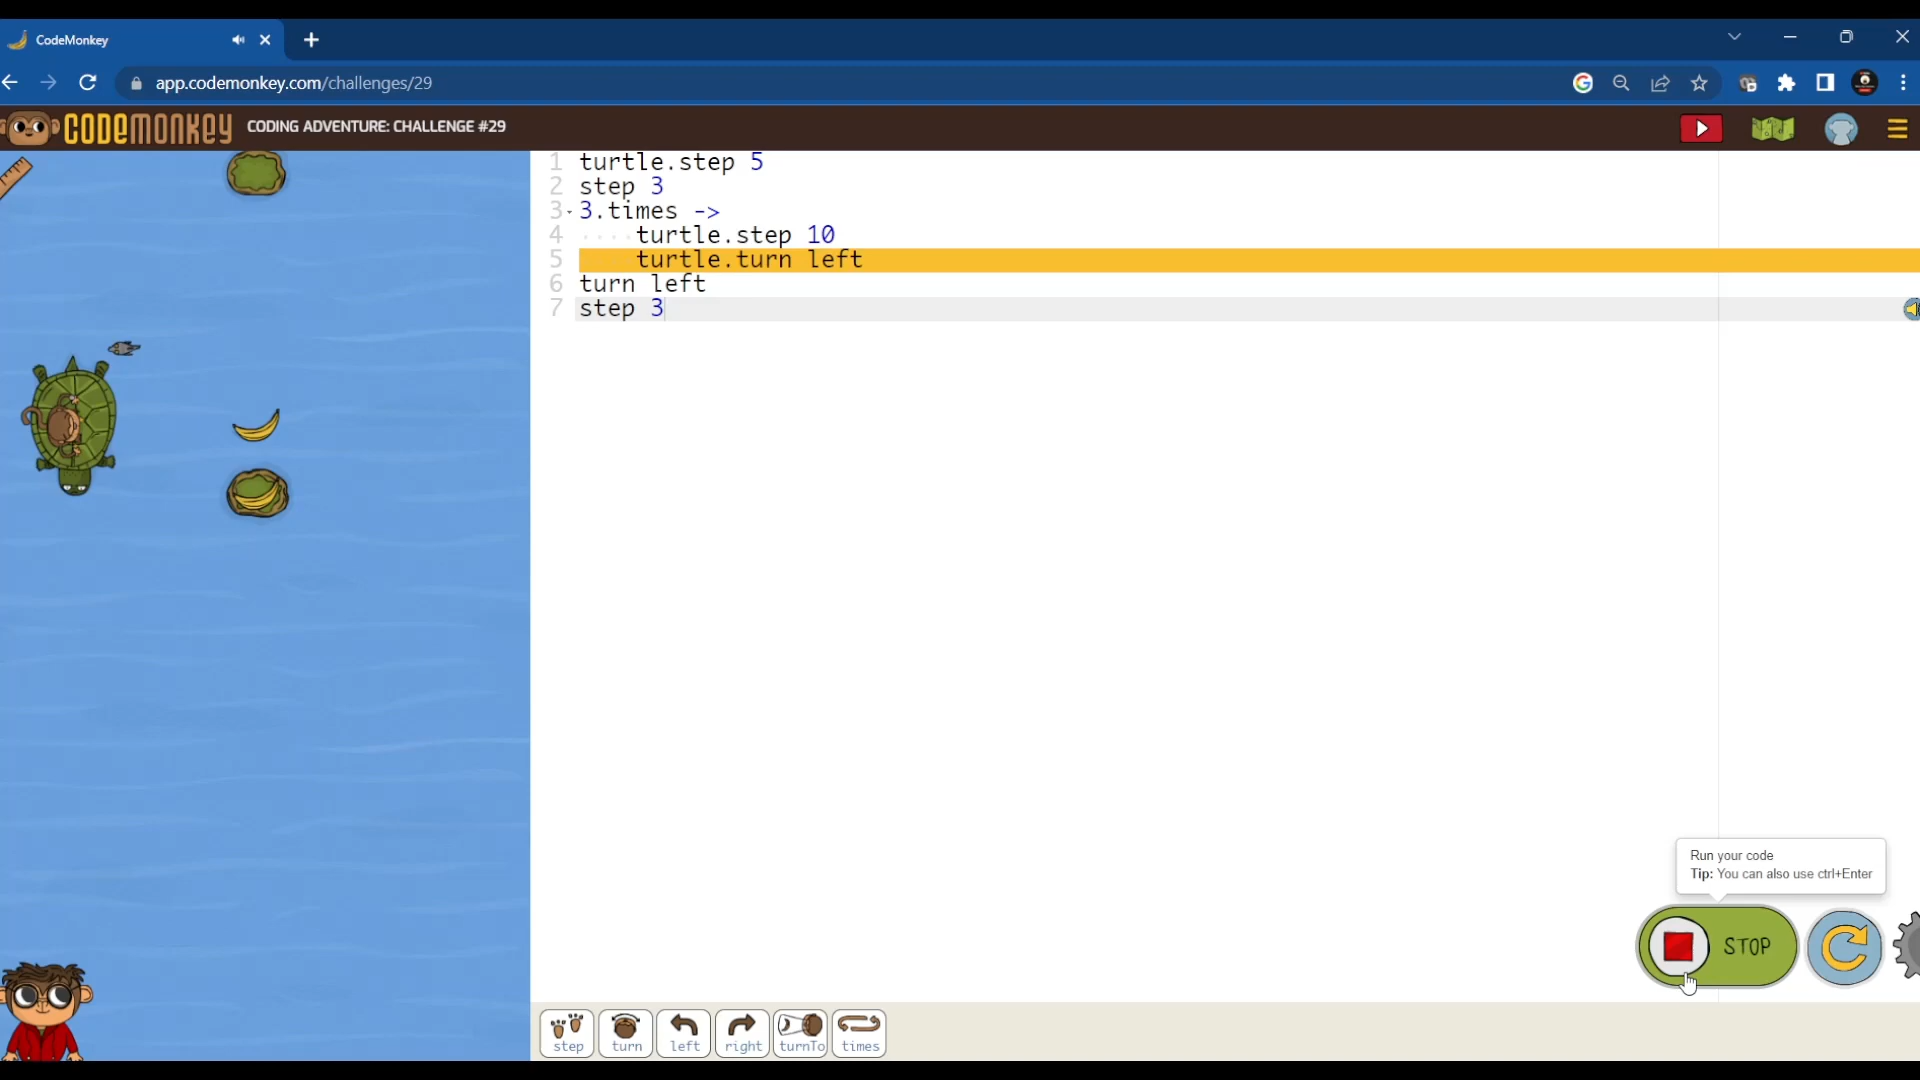 CodeMonkey
app.codemonkey.com/challenges/29
CODEMONKEY CODING ADVENTURE: CHALLENGE #29
1 turtle.step 5
2 step 3
3 3.times ->
4 turtle.step 10
5 turtle.turn left
6 turn left
7 step 3
Run your code
Tip: You can also use ctrl+Enter
STOP
step turn left right turnTo times